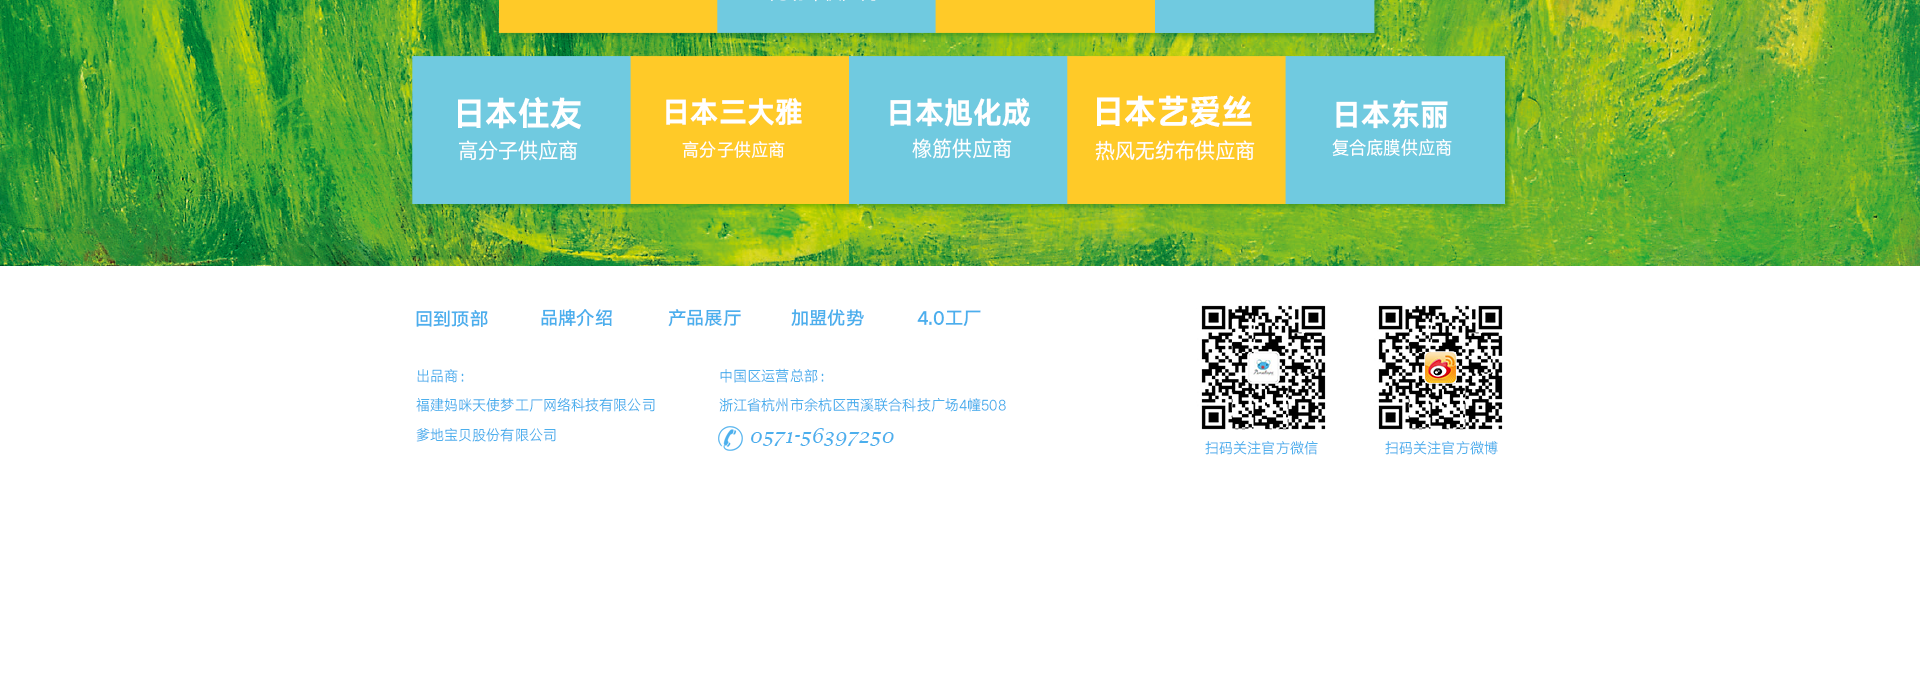 日本住友
高分子供应商
日本三大雅
高分子供应商
日本旭化成
橡筋供应商
日本艺爱丝
热风无纺布供应商
日本东丽
复合底膜供应商
回到顶部
品牌介绍
产品展厅
加盟优势
4.0工厂
出品商：
福建妈咪天使梦工厂网络科技有限公司
爹地宝贝股份有限公司
中国区运营总部：
浙江省杭州市余杭区西溪联合科技广场4幢508
0571-56397250
扫码关注官方微信
扫码关注官方微博